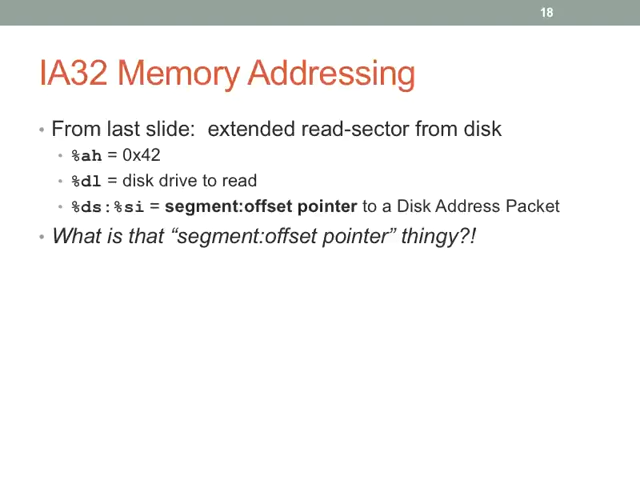 18
IA32 Memory Addressing
• From last slide:  extended read-sector from disk
• %ah = 0x42
• %dl = disk drive to read
• %ds:%si = segment:offset pointer to a Disk Address Packet
• What is that “segment:offset pointer” thingy?!